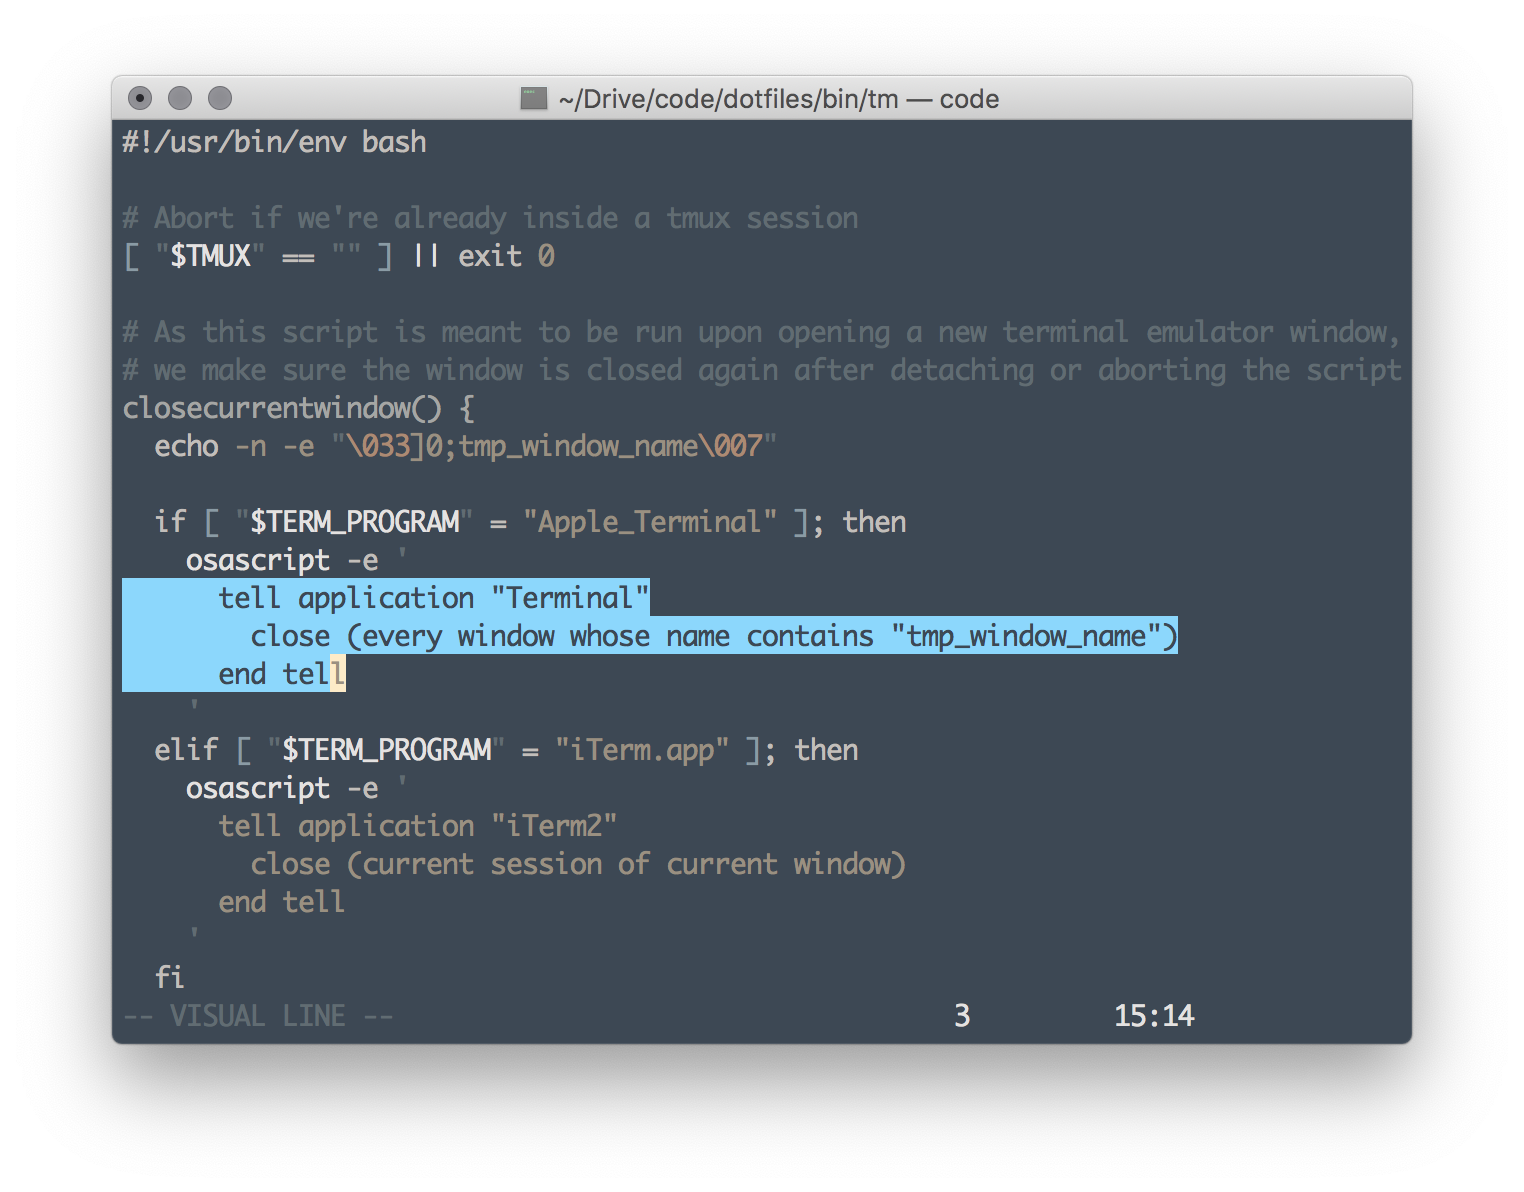 ~/Drive/code/dotfiles/bin/tm — code
#!/usr/bin/env bash

# Abort if we're already inside a tmux session
[ "$TMUX" == "" ] || exit 0

# As this script is meant to be run upon opening a new terminal emulator window,
# we make sure the window is closed again after detaching or aborting the script
closecurrentwindow() {
  echo -n -e "\033]0;tmp_window_name\007"

  if [ "$TERM_PROGRAM" = "Apple_Terminal" ]; then
    osascript -e '
      tell application "Terminal"
        close (every window whose name contains "tmp_window_name")
      end tell
    '
  elif [ "$TERM_PROGRAM" = "iTerm.app" ]; then
    osascript -e '
      tell application "iTerm2"
        close (current session of current window)
      end tell
    '
  fi
-- VISUAL LINE -- 3 15:14